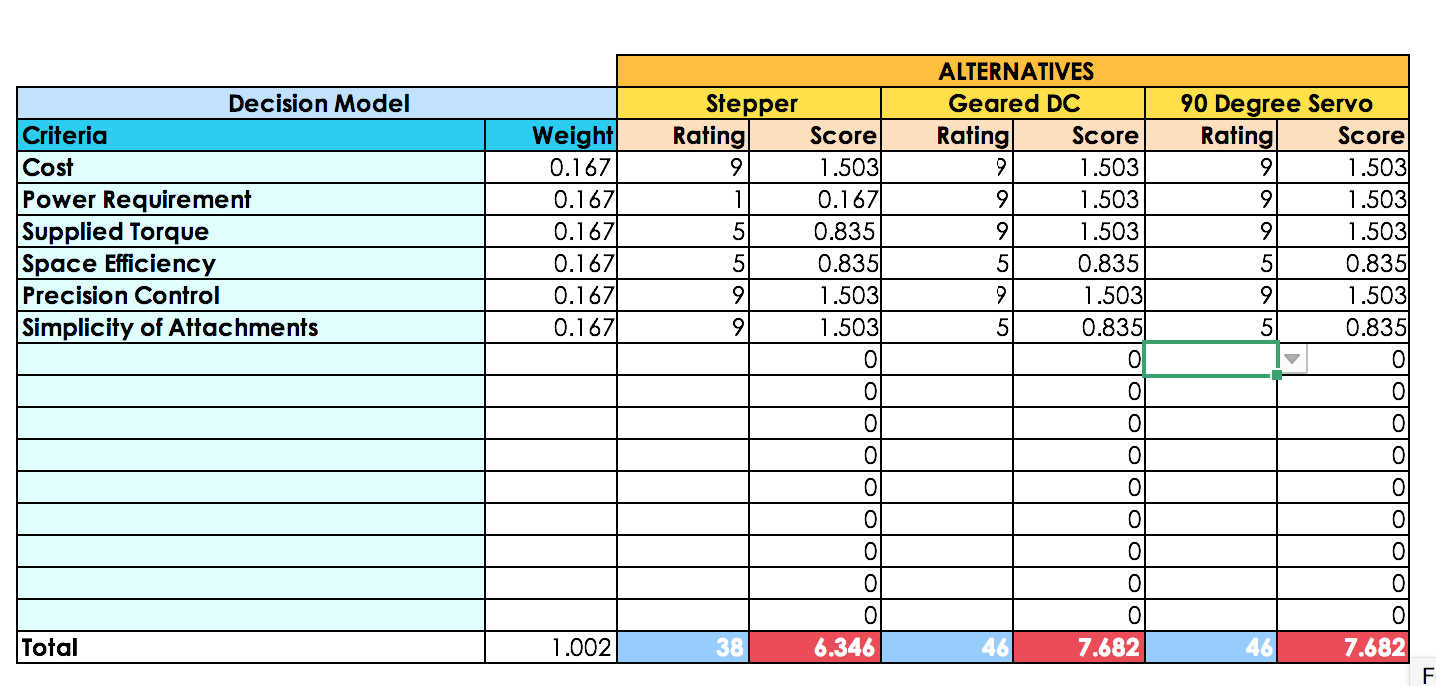 ALTERNATIVES
Decision Model Stepper Geared DC 90 Degree Servo
Criteria Weight Rating Score Rating Score Rating Score
Cost 0.167 9 1.503 9 1.503 9 1.503
Power Requirement 0.167 1 0.167 9 1.503 9 1.503
Supplied Torque 0.167 5 0.835 9 1.503 9 1.503
Space Efficiency 0.167 5 0.835 5 0.835 5 0.835
Precision Control 0.167 9 1.503 9 1.503 9 1.503
Simplicity of Attachments 0.167 9 1.503 5 0.835 5 0.835
0 0 0
0 0 0
0 0 0
0 0 0
0 0 0
0 0 0
0 0 0
0 0 0
0 0 0
Total 1.002 38 6.346 46 7.682 46 7.682
F